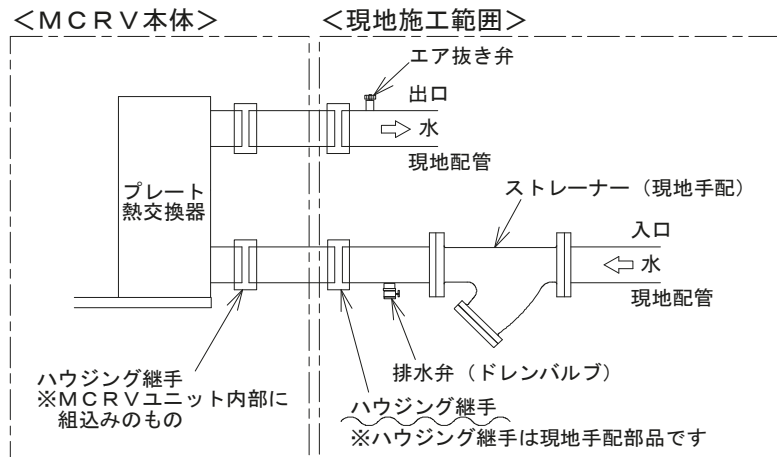 ＜ＭＣＲＶ本体＞
＜現地施工範囲＞
エア抜き弁
出口
水
現地配管
プレート
熱交換器
ストレーナー（現地手配）
入口
水
現地配管
ハウジング継手
※ＭＣＲＶユニット内部に
組込みのもの
排水弁（ドレンバルブ）
ハウジング継手
※ハウジング継手は現地手配部品です